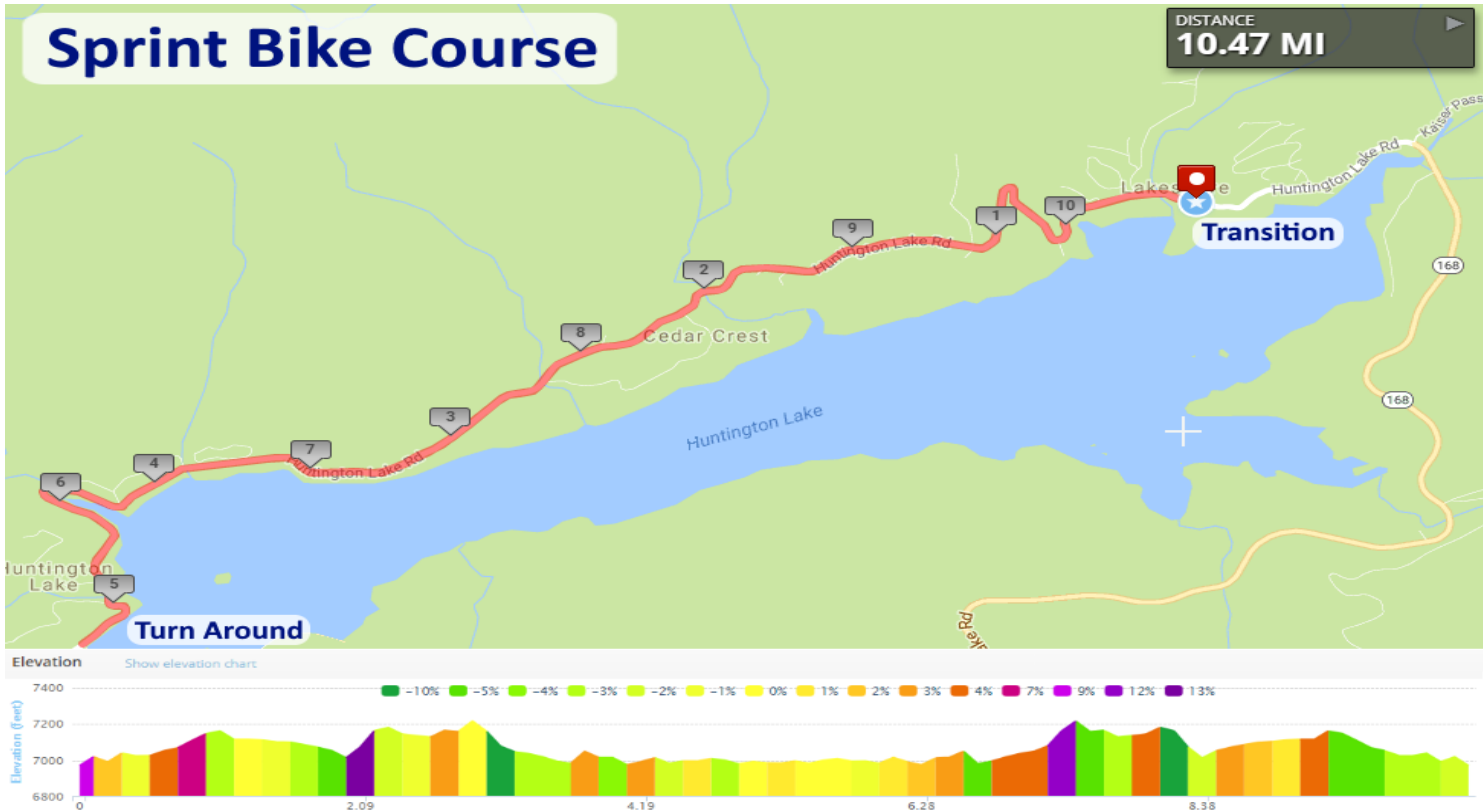 Sprint Bike Course
DISTANCE
10.47 MI
Kaiser Pass
Huntington Lake Rd
Lakes e
Transition
10
1
9
Huntington Lake Rd
168
2
8
Cedar Crest
168
3
Huntington Lake
7
4
Huntington Lake Rd
6
Huntington
Lake
5
Turn Around
Elevation
Show elevation chart
7400
-10%
-5%
-4%
-3%
-2%
-1%
0%
1%
2%
3%
4%
7%
9%
12%
13%
7200
7000
6800
Elevation (feet)
0
2.09
4.19
6.28
8.38